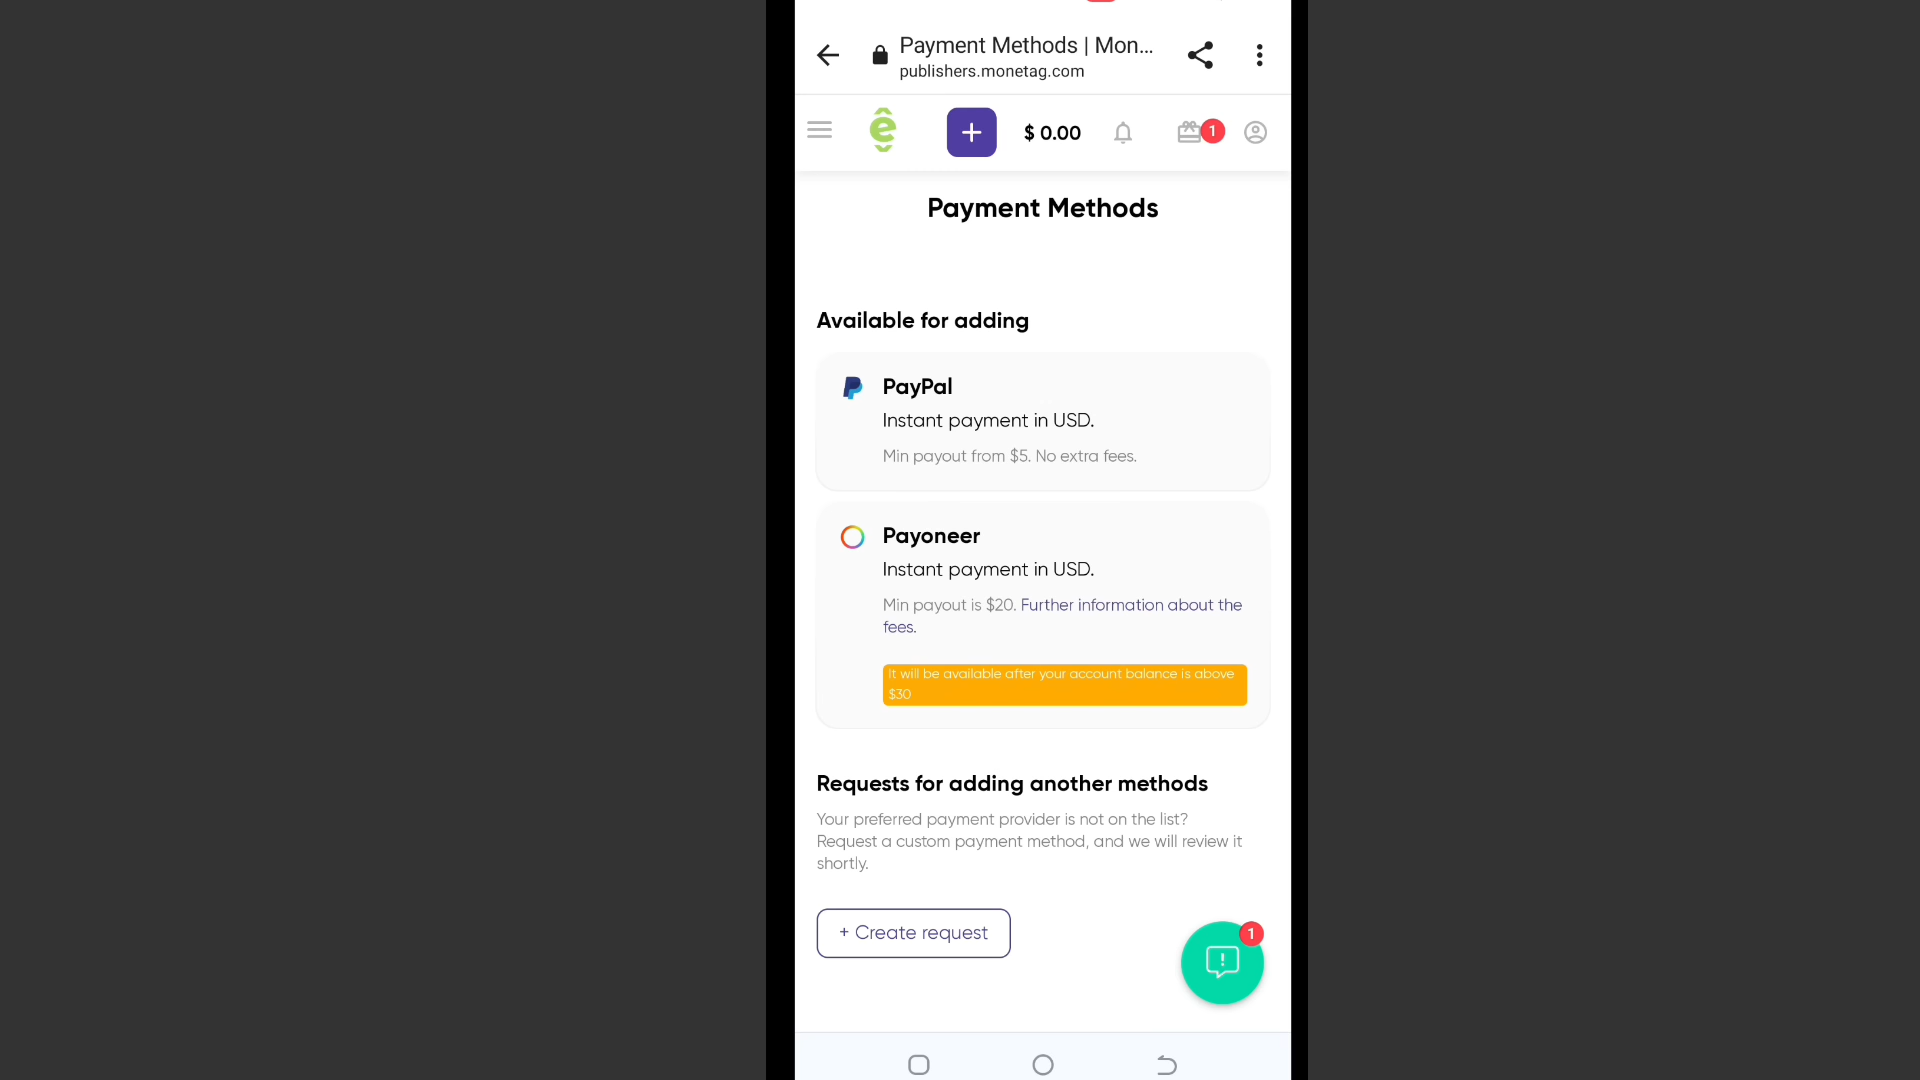 Payment Methods | Mon...
publishers.monetag.com
$ 0.00
1
Payment Methods
Available for adding
PayPal
Instant payment in USD.
Min payout from $5. No extra fees.
Payoneer
Instant payment in USD.
Min payout is $20. Further information about the
fees.
it will be available after your account balance is above
$30
Requests for adding another methods
Your preferred payment provider is not on the list?
Request a custom payment method, and we will review it
shortly.
+ Create request
1